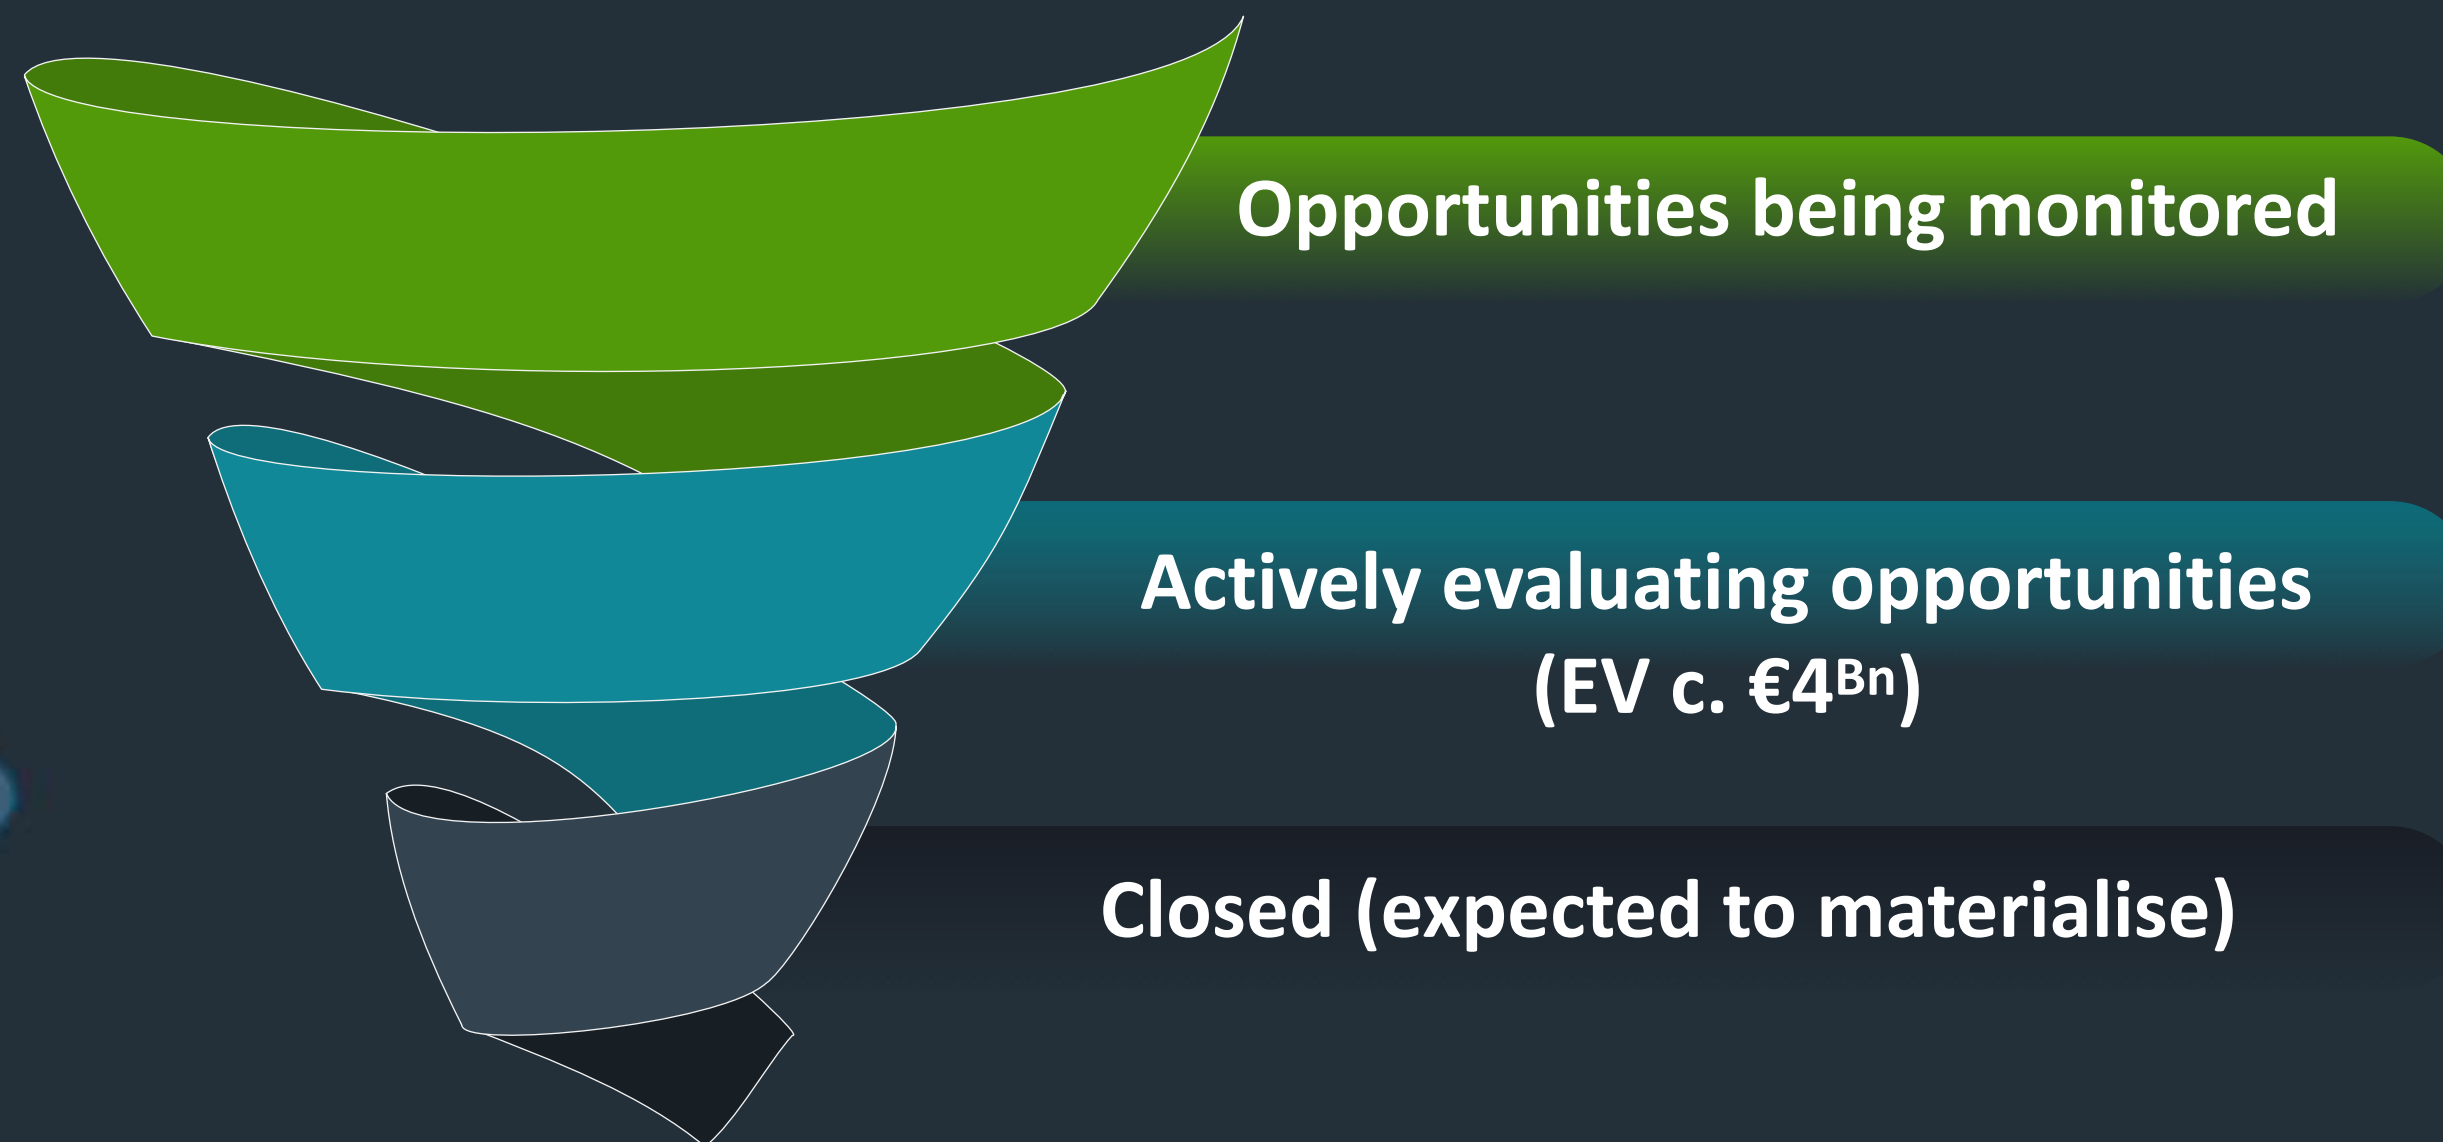 Opportunities being monitored
Actively evaluating opportunities
(EV c. €4Bn)
Closed (expected to materialise)